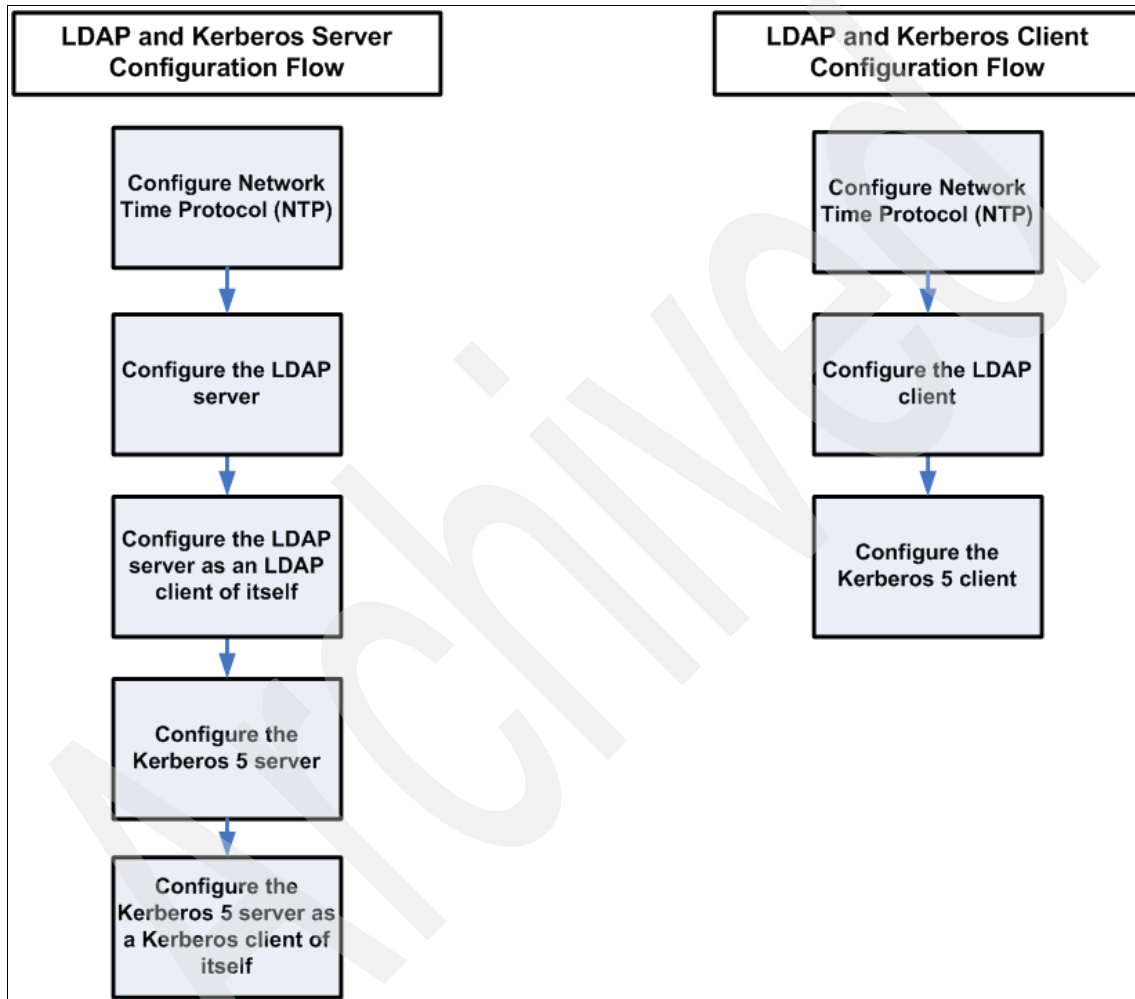 LDAP and Kerberos Server
Configuration Flow
Configure Network
Time Protocol (NTP)
Configure the LDAP
server
Configure the LDAP
server as an LDAP
client of itself
Configure the
Kerberos 5 server
Configure the
Kerberos 5 server as
a Kerberos client of
itself
LDAP and Kerberos Client
Configuration Flow
Configure Network
Time Protocol (NTP)
Configure the LDAP
client
Configure the
Kerberos 5 client
Archived